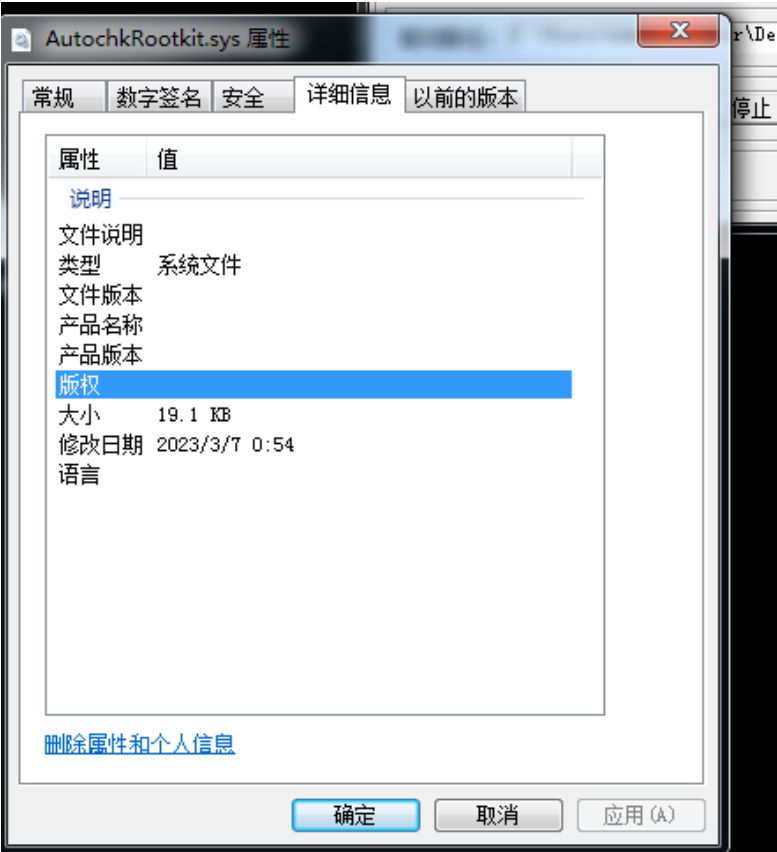 AutochkRootkit.sys 属性
r\De
常规 数字签名 安全 详细信息 以前的版本
停止
属性 值
说明
文件说明
类型 系统文件
文件版本
产品名称
产品版本
版权
大小 19.1 KB
修改日期 2023/3/7 0:54
语言
删除属性和个人信息
确定 取消 应用(A)